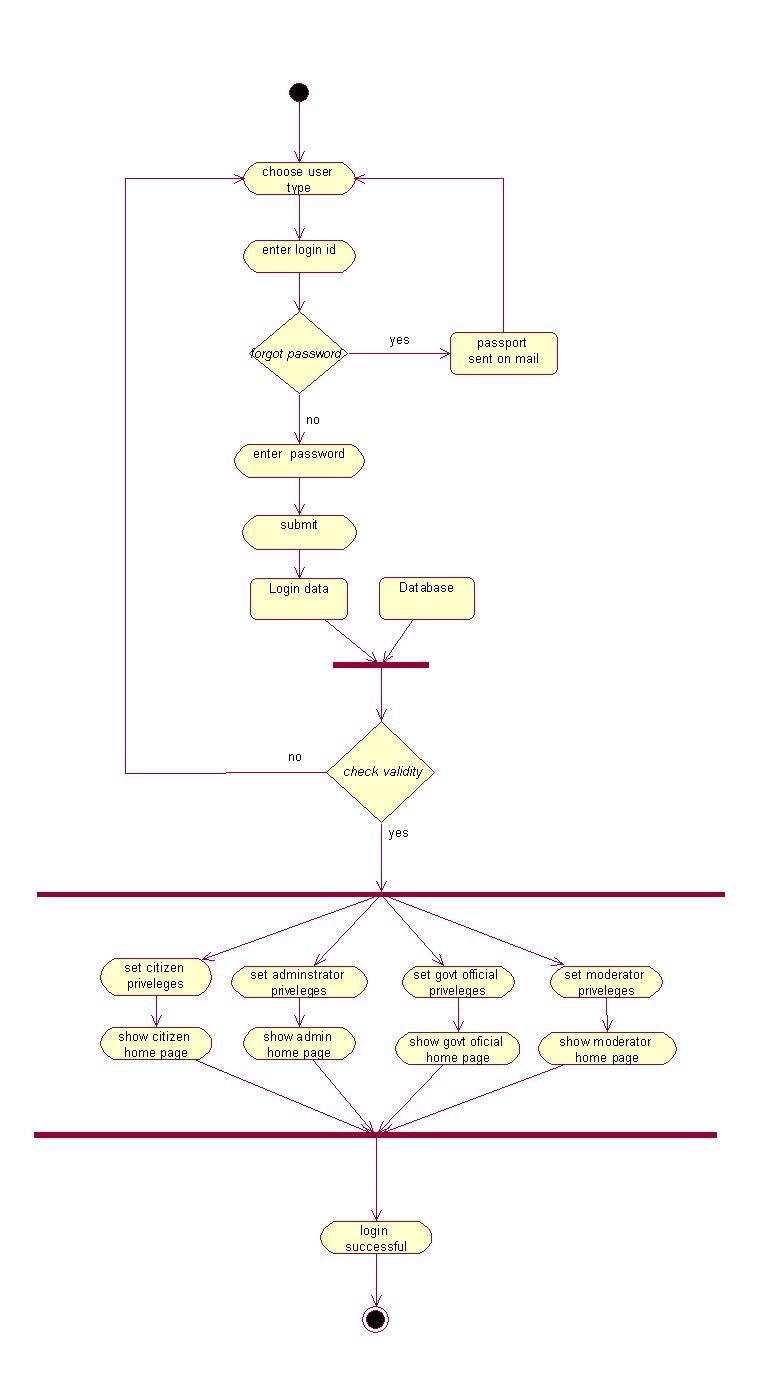 choose user
type
enter login id
forgot password
yes
passport
sent on mail
no
enter  password
submit
Login data
Database
no
check validity
yes
set citizen
priveleges
set adminstrator
priveleges
set govt official
priveleges
set moderator
priveleges
show citizen
home page
show admin
home page
show govt oficial
home page
show moderator
home page
login
successful